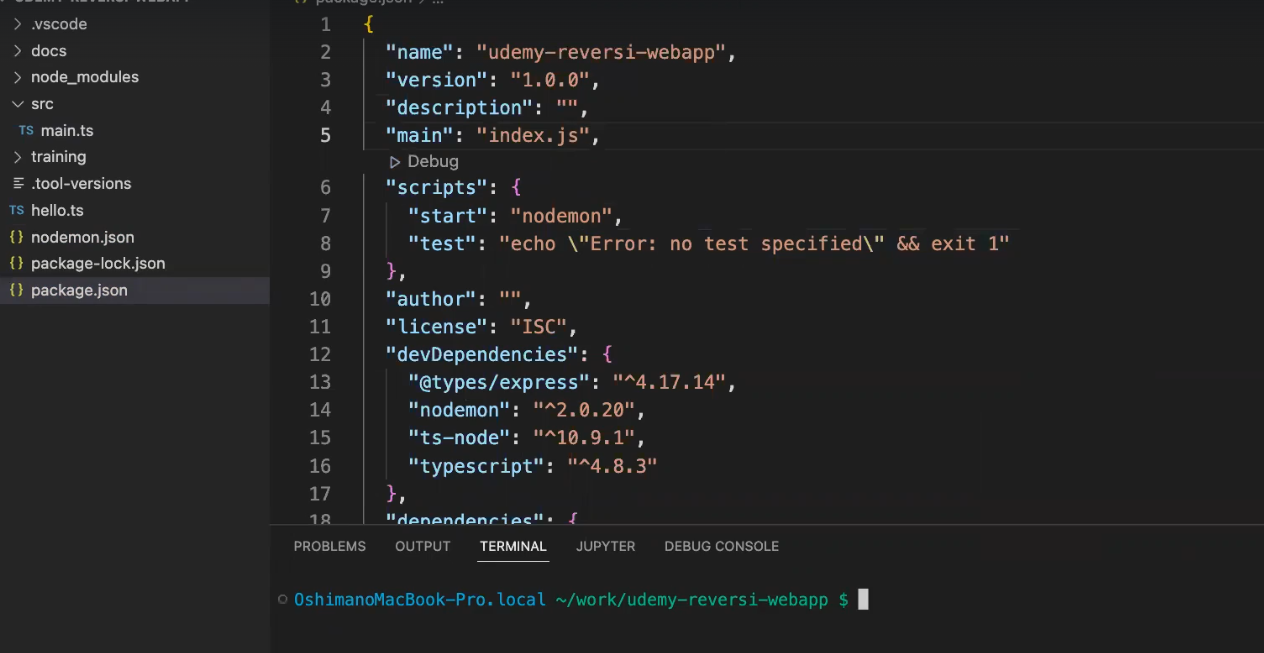 .vscode
docs
node_modules
src
TS main.ts
training
.tool-versions
TS hello.ts
{} nodemon.json
{} package-lock.json
{} package.json
1 {
2 "name": "udemy-reversi-webapp",
3 "version": "1.0.0",
4 "description": "",
5 "main": "index.js",
Debug
6 "scripts": {
7 "start": "nodemon",
8 "test": "echo \"Error: no test specified\" && exit 1"
9 },
10 "author": "",
11 "license": "ISC",
12 "devDependencies": {
13 "@types/express": "^4.17.14",
14 "nodemon": "^2.0.20",
15 "ts-node": "^10.9.1",
16 "typescript": "^4.8.3"
17 },
18 "dependencies": {
PROBLEMS OUTPUT TERMINAL JUPYTER DEBUG CONSOLE
OshimanoMacBook-Pro.local ~/work/udemy-reversi-webapp $